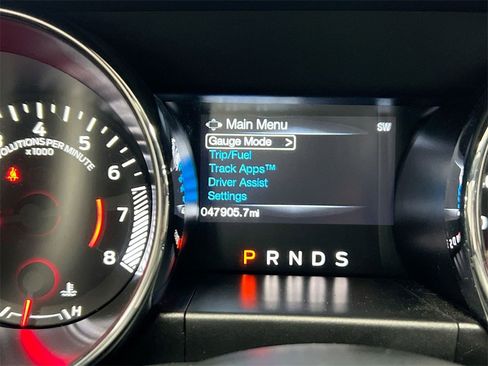 4 5 6
OLUTIONS PER MINUTE
x1000
7
8
H
Main Menu
SW
Gauge Mode >
Trip/Fuel
Track Apps™
Driver Assist
Settings
047905.7mi
P R N D S
20